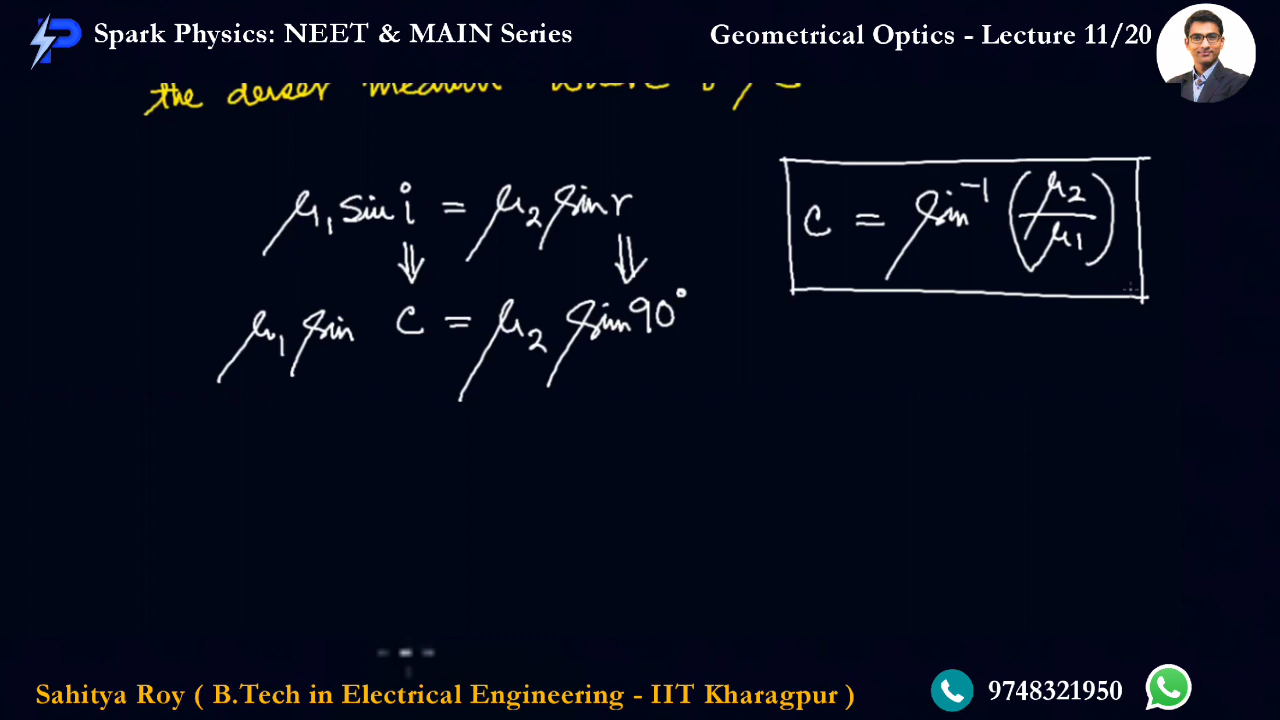 Spark Physics: NEET & MAIN Series
Geometrical Optics - Lecture 11/20
the denser medium
μ₁ sin i = μ₂ sin r
C = sin⁻¹ (μ₂/μ₁)
⇓ ⇓
μ₁ sin C = μ₂ sin 90°
Sahitya Roy ( B.Tech in Electrical Engineering - IIT Kharagpur )
9748321950